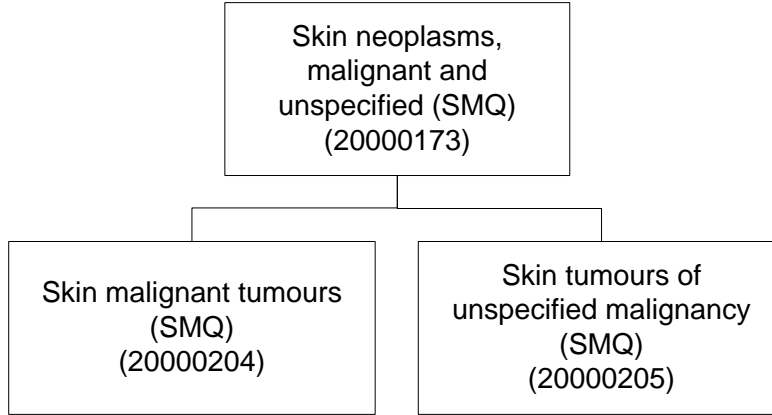 Skin neoplasms,
malignant and
unspecified (SMQ)
(20000173)
Skin malignant tumours
(SMQ)
(20000204)
Skin tumours of
unspecified malignancy
(SMQ)
(20000205)